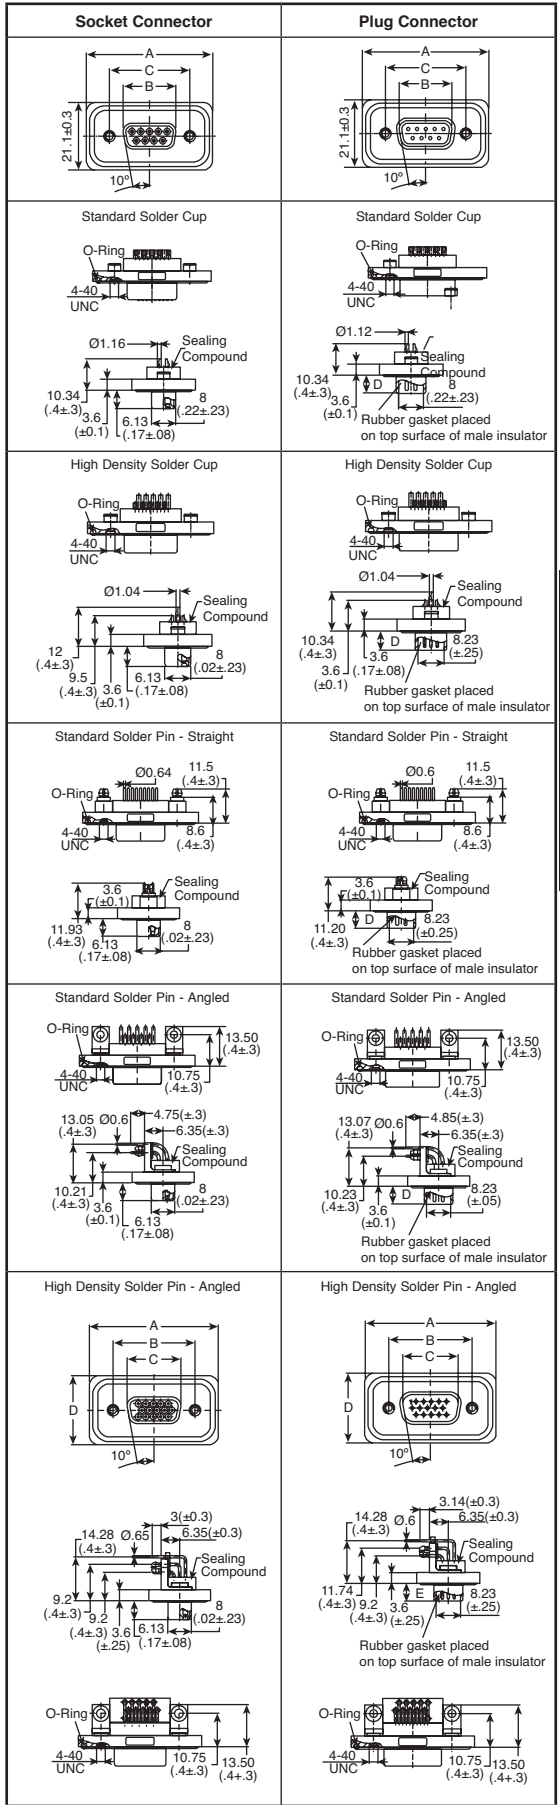 Socket Connector
Plug Connector
A
C
B
21.1±0.3
10º
A
C
B
21.1±0.3
10º
Standard Solder Cup
O-Ring
4-40
UNC
Ø1.16
Sealing
Compound
10.34
(.4±.3)
3.6
(±0.1)
6.13
(.17±.08)
8
(.22±.23)
Standard Solder Cup
O-Ring
4-40
UNC
Ø1.12
Sealing
Compound
10.34
(.4±.3)
3.6
(±0.1)
D
8
(.22±.23)
Rubber gasket placed
on top surface of male insulator
High Density Solder Cup
O-Ring
4-40
UNC
Ø1.04
Sealing
Compound
12
(.4±.3)
9.5
(.4±.3)
3.6
(±0.1)
6.13
(.17±.08)
8
(.02±.23)
High Density Solder Cup
O-Ring
4-40
UNC
Ø1.04
Sealing
Compound
10.34
(.4±.3)
3.6
(±0.1)
3.6
(.17±.08)
D
8.23
(±.25)
Rubber gasket placed
on top surface of male insulator
Standard Solder Pin - Straight
Ø0.64
11.5
(.4±.3)
O-Ring
4-40
UNC
8.6
(.4±.3)
3.6
(±0.1)
Sealing
Compound
11.93
(.4±.3)
6.13
(.17±.08)
8
(.02±.23)
Standard Solder Pin - Straight
Ø0.6
11.5
(.4±.3)
O-Ring
4-40
UNC
8.6
(.4±.3)
3.6
(±0.1)
Sealing
Compound
11.20
(.4±.3)
D
8.23
(±0.25)
Rubber gasket placed
on top surface of male insulator
Standard Solder Pin - Angled
O-Ring
13.50
(.4±.3)
4-40
UNC
10.75
(.4±.3)
13.05
(.4±.3)
Ø0.6
4.75(±.3)
6.35(±.3)
Sealing
Compound
10.21
(.4±.3)
3.6
(±0.1)
6.13
(.17±.08)
8
(.02±.23)
Standard Solder Pin - Angled
O-Ring
13.50
(.4±.3)
4-40
UNC
10.75
(.4±.3)
13.07
(.4±.3)
Ø0.6
4.85(±.3)
6.35(±.3)
Sealing
Compound
10.23
(.4±.3)
3.6
(±0.1)
D
8.23
(±.05)
Rubber gasket placed
on top surface of male insulator
High Density Solder Pin - Angled
A
B
C
D
10º
14.28
(.4±.3)
Ø.65
3(±0.3)
6.35(±0.3)
Sealing
Compound
9.2
(.4±.3)
9.2
(.4±.3)
3.6
(±.25)
6.13
(.17±.08)
8
(.02±.23)
O-Ring
4-40
UNC
10.75
(.4±.3)
13.50
(.4+.3)
High Density Solder Pin - Angled
A
B
C
D
10º
14.28
(.4±.3)
Ø.6
3.14(±0.3)
6.35(±0.3)
Sealing
Compound
11.74
(.4±.3)
9.2
(.4±.3)
3.6
(±.25)
E
8.23
(±.25)
Rubber gasket placed
on top surface of male insulator
O-Ring
4-40
UNC
10.75
(.4±.3)
13.50
(.4±.3)